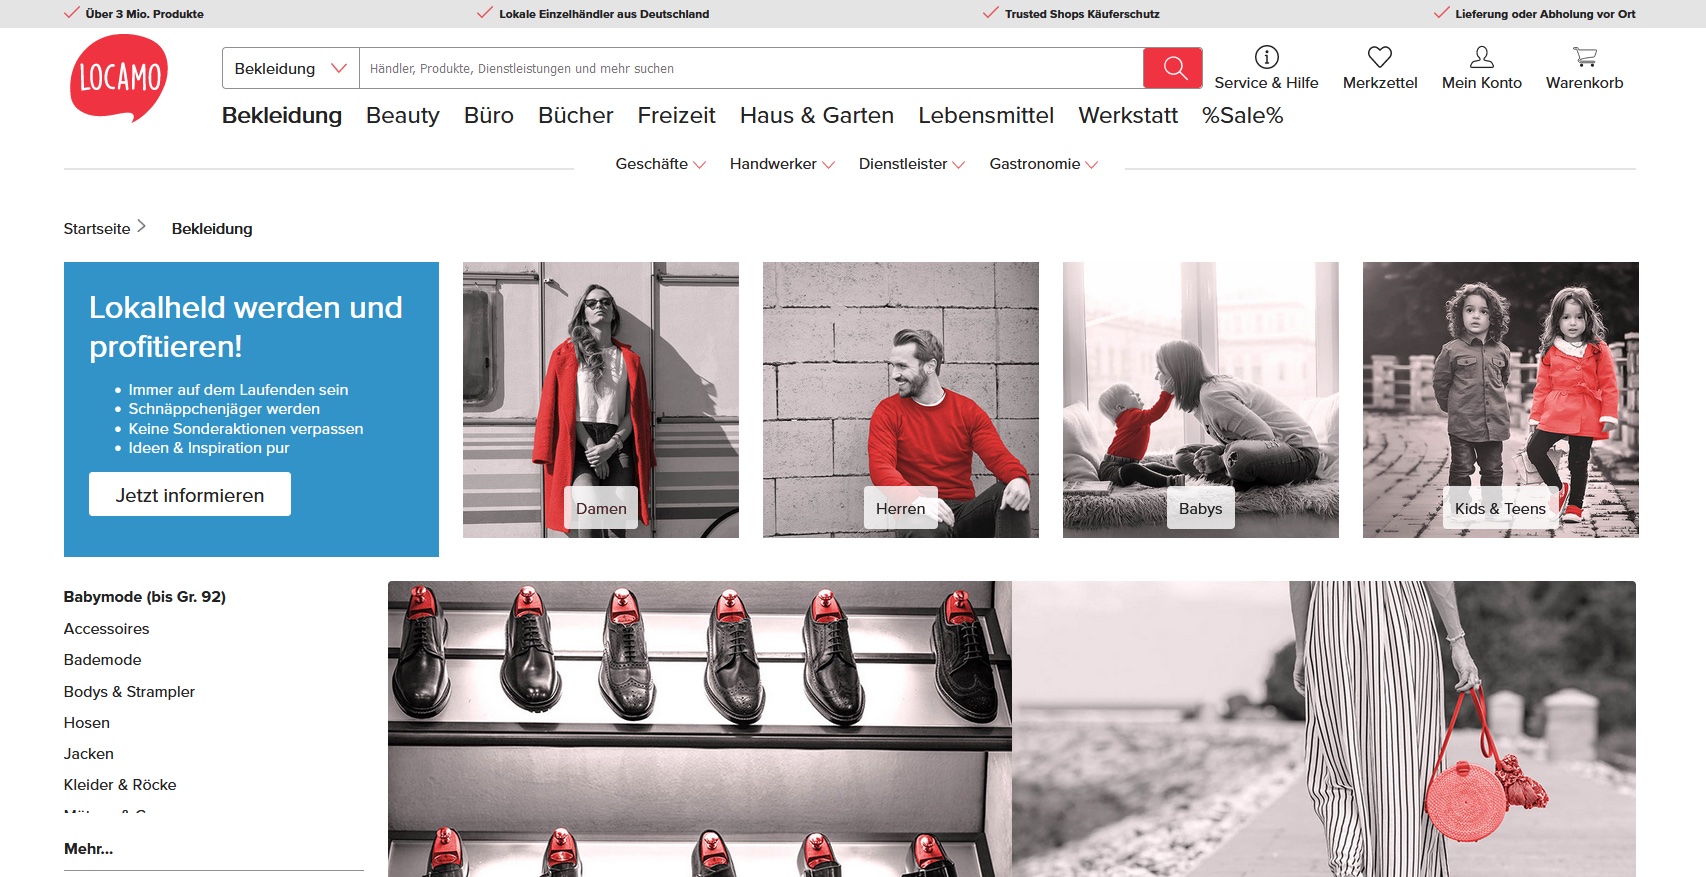 Über 3 Mio. Produkte
Lokale Einzelhändler aus Deutschland
Trusted Shops Käuferschutz
Lieferung oder Abholung vor Ort
LOCAMO
Bekleidung
Händler, Produkte, Dienstleistungen und mehr suchen
Service & Hilfe
Merkzettel
Mein Konto
Warenkorb
Bekleidung Beauty Büro Bücher Freizeit Haus & Garten Lebensmittel Werkstatt %Sale%
Geschäfte Handwerker Dienstleister Gastronomie
Startseite Bekleidung
Lokalheld werden und
profitieren!
Immer auf dem Laufenden sein
Schnäppchenjäger werden
Keine Sonderaktionen verpassen
Ideen & Inspiration pur
Jetzt informieren
Damen
Herren
Babys
Kids & Teens
Babymode (bis Gr. 92)
Accessoires
Bademode
Bodys & Strampler
Hosen
Jacken
Kleider & Röcke
Mehr...